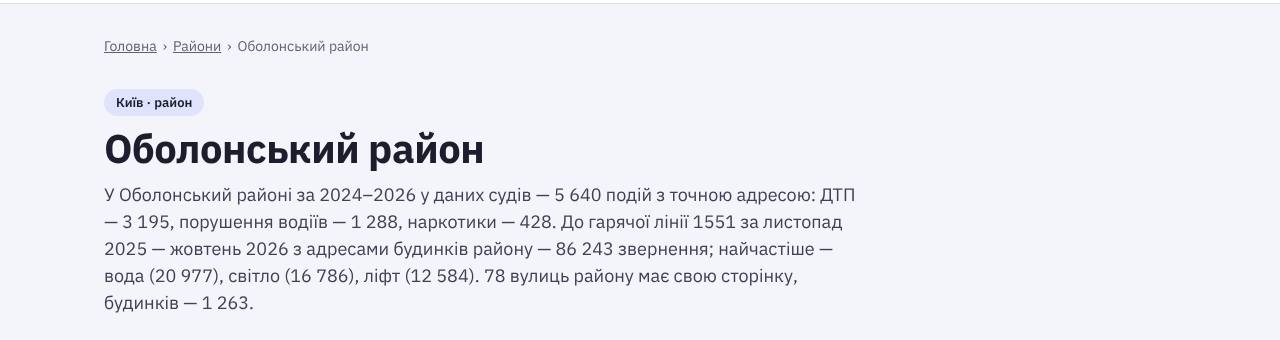 Головна › Райони › Оболонський район
Київ · район
Оболонський район
У Оболонський районі за 2024–2026 у даних судів — 5 640 подій з точною адресою: ДТП
— 3 195, порушення водіїв — 1 288, наркотики — 428. До гарячої лінії 1551 за листопад
2025 — жовтень 2026 з адресами будинків району — 86 243 звернення; найчастіше —
вода (20 977), світло (16 786), ліфт (12 584). 78 вулиць району має свою сторінку,
будинків — 1 263.